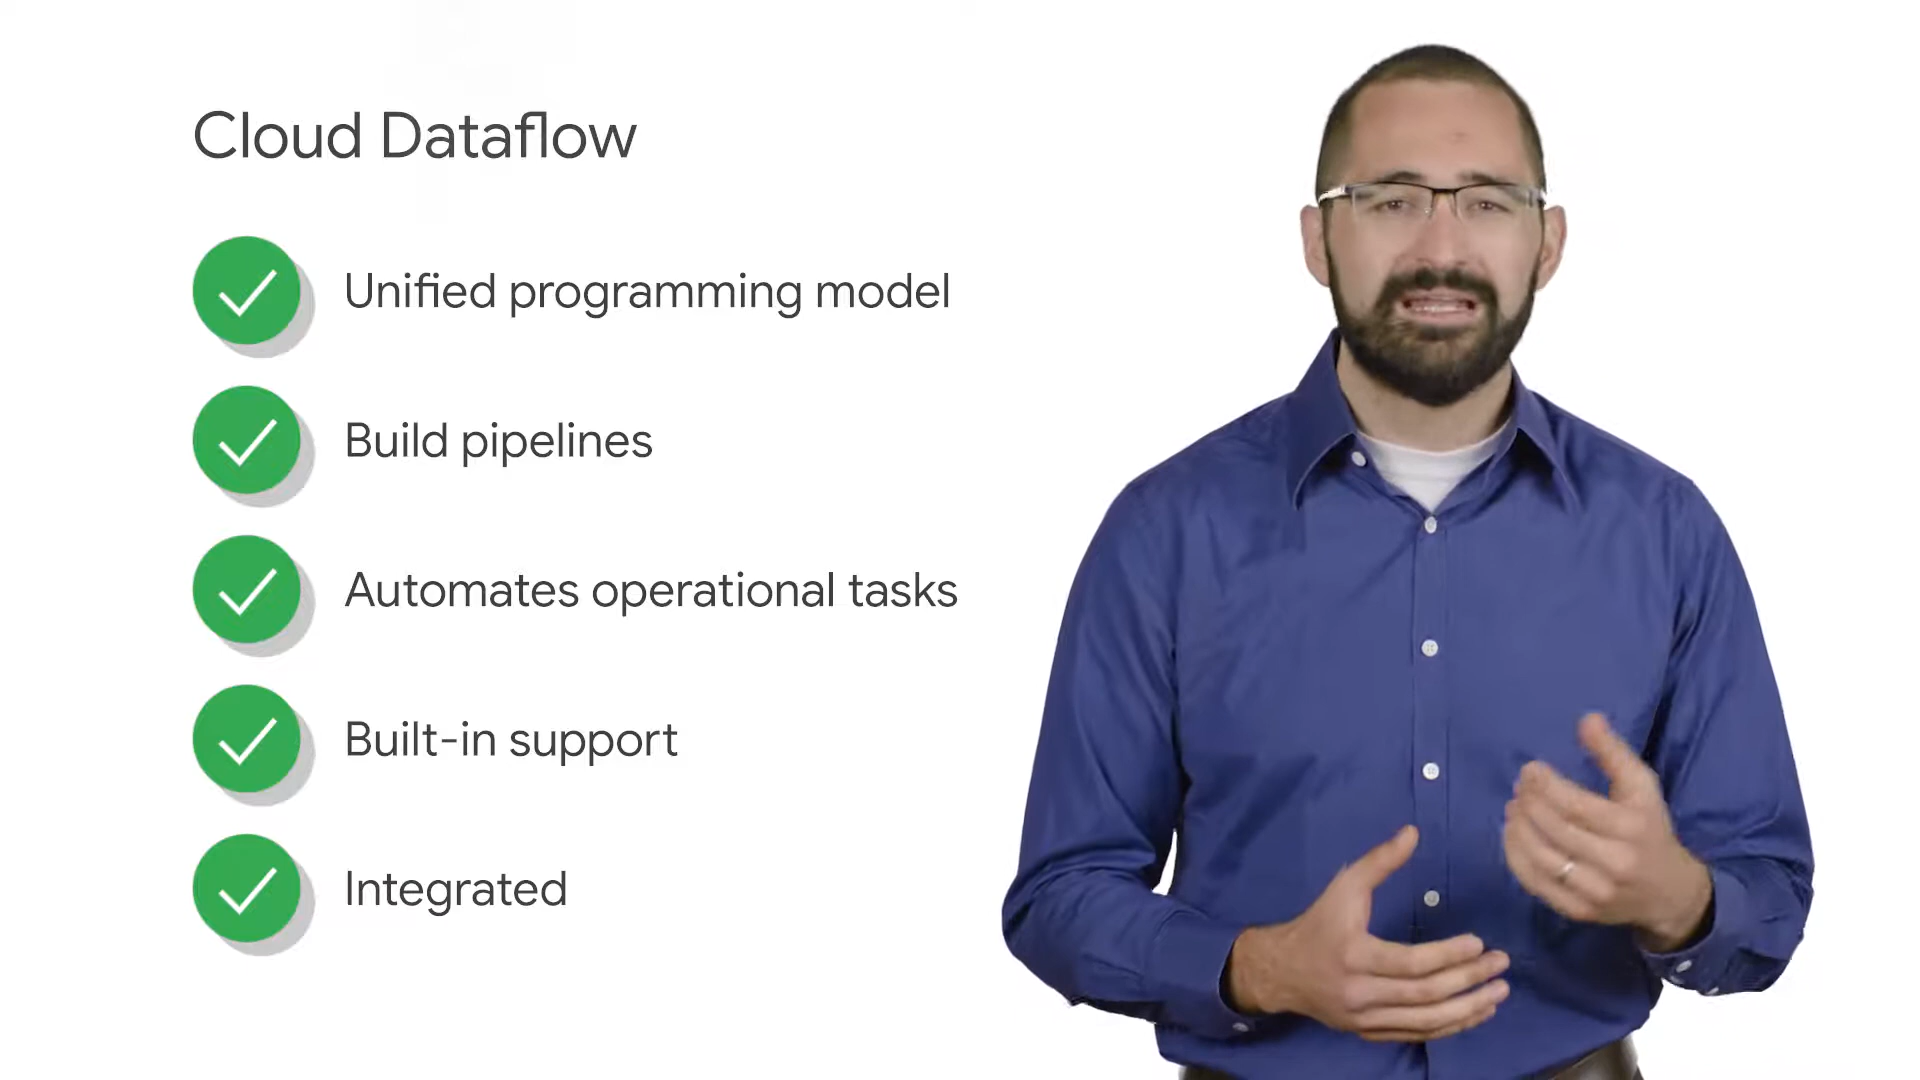 Cloud Dataflow
Unified programming model
Build pipelines
Automates operational tasks
Built-in support
Integrated